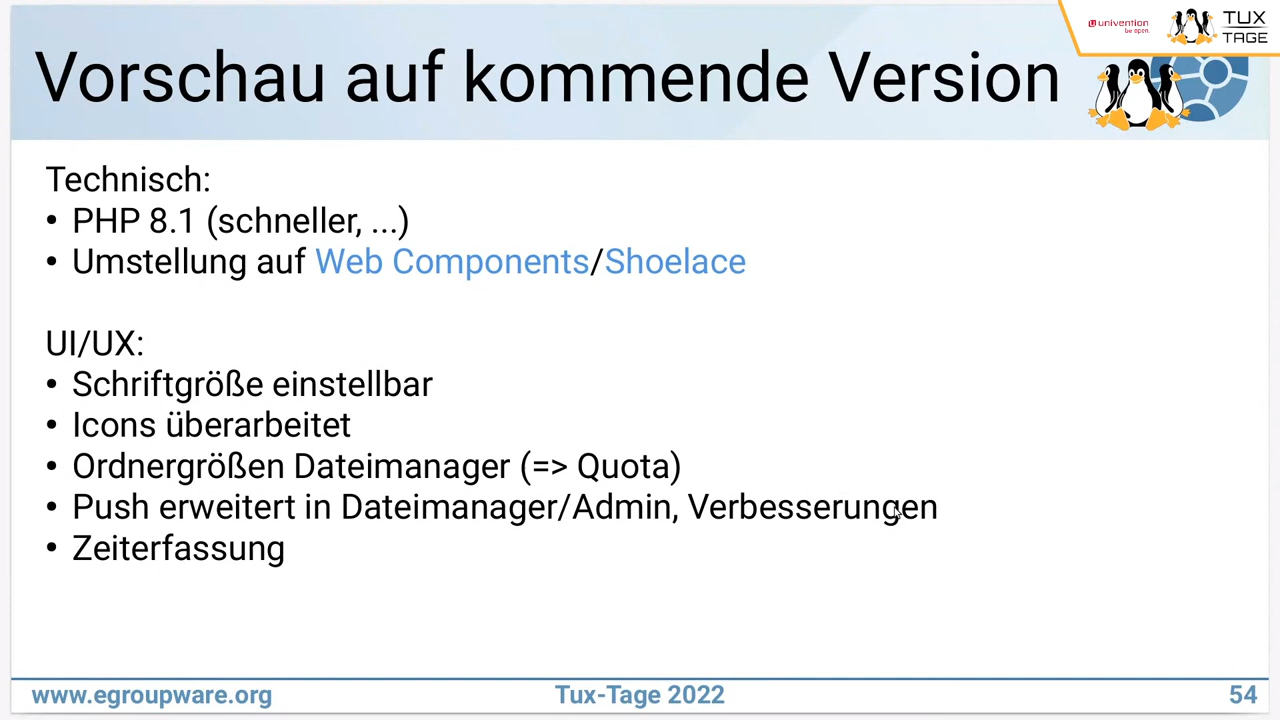 univention
be open.
TUX
TAGE
Vorschau auf kommende Version
Technisch:
• PHP 8.1 (schneller, ...)
• Umstellung auf Web Components/Shoelace
UI/UX:
• Schriftgröße einstellbar
• Icons überarbeitet
• Ordnergrößen Dateimanager (=> Quota)
• Push erweitert in Dateimanager/Admin, Verbesserungen
• Zeiterfassung
www.egroupware.org Tux-Tage 2022 54